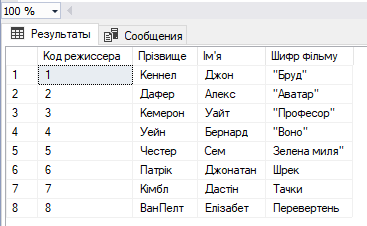 100 %
Результаты Сообщения
Код режиссера Прізвище Ім'я Шифр фільму
1 1 Кеннел Джон "Бруд"
2 2 Дафер Алекс "Аватар"
3 3 Кемерон Уайт "Професор"
4 4 Уейн Бернард "Воно"
5 5 Честер Сем Зелена миля"
6 6 Патрік Джонатан Шрек
7 7 Кімбл Дастін Тачки
8 8 ВанПелт Елізабет Перевертень